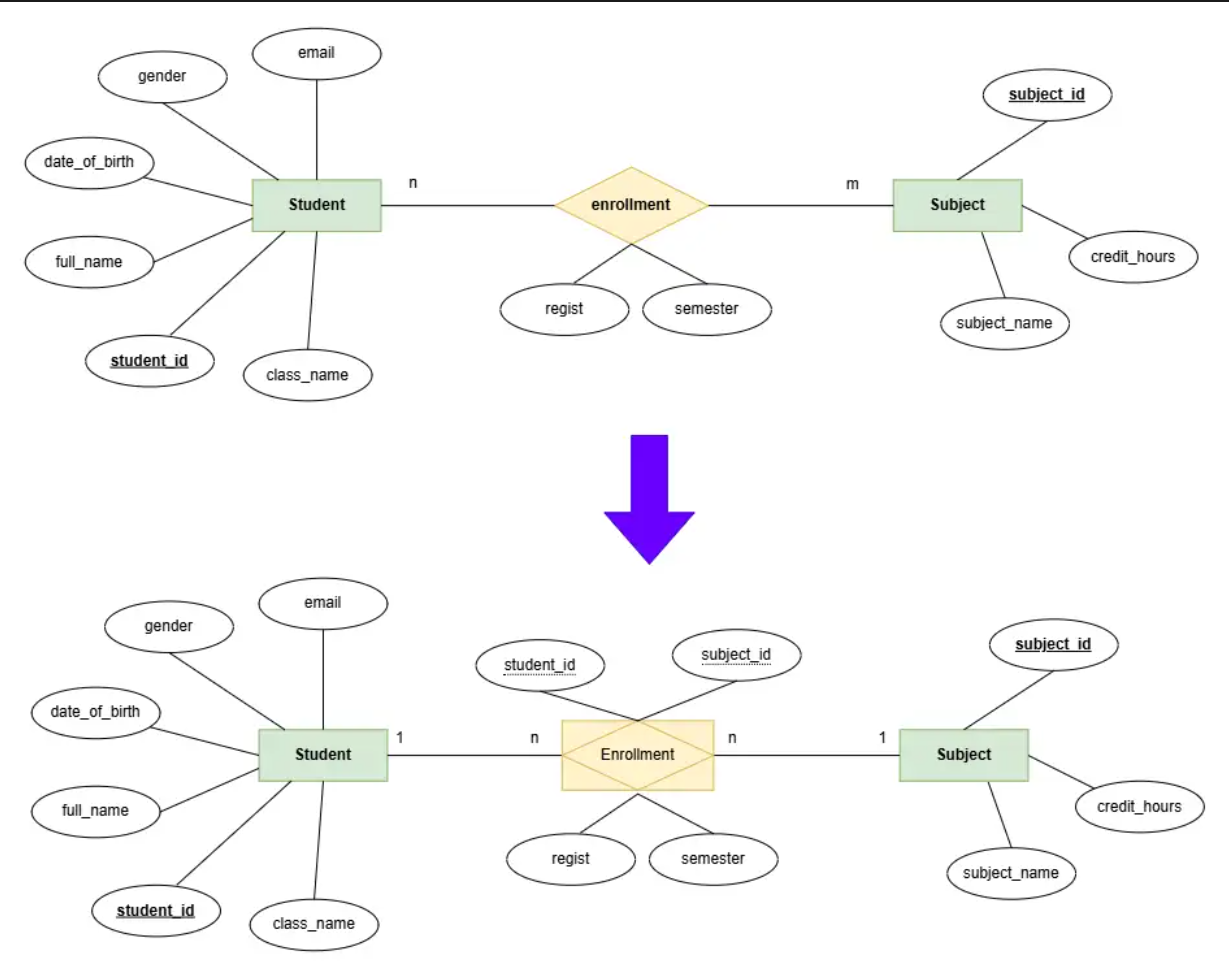 email
gender
subject_id
date_of_birth
n
m
Student
enrollment
Subject
full_name
credit_hours
regist
semester
subject_name
student_id
class_name
email
gender
student_id
subject_id
subject_id
date_of_birth
1
n
n
1
Student
Enrollment
Subject
full_name
credit_hours
regist
semester
subject_name
student_id
class_name